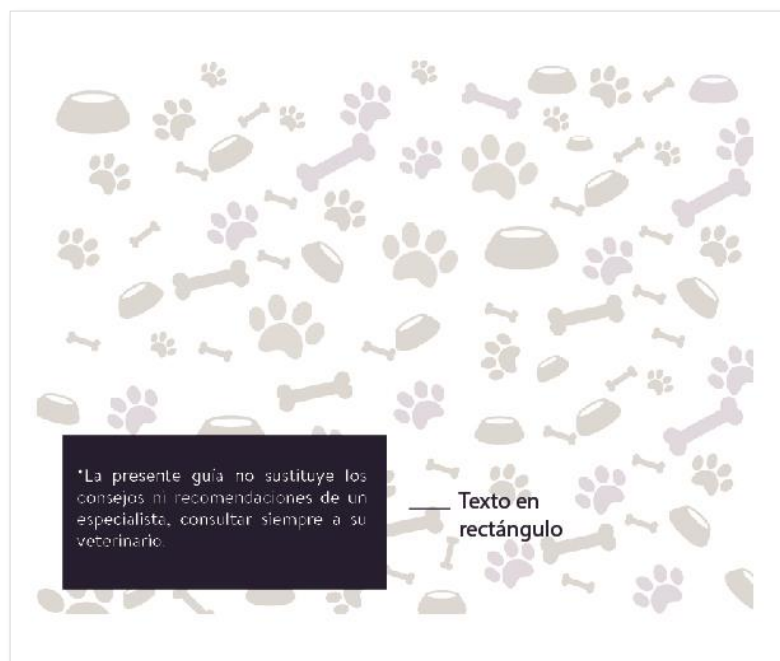 *La presente guía no sustituye los
consejos ni recomendaciones de un
especialista, consultar siempre a su
veterinario.
Texto en
rectángulo